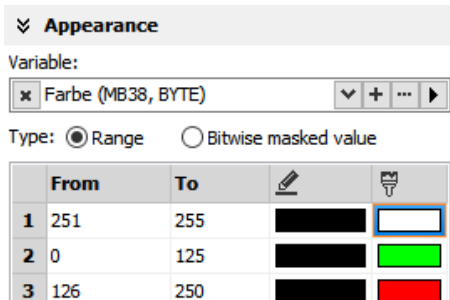 Appearance
Variable:
Farbe (MB38, BYTE)
Type: Range Bitwise masked value
From To
1 251 255
2 0 125
3 126 250